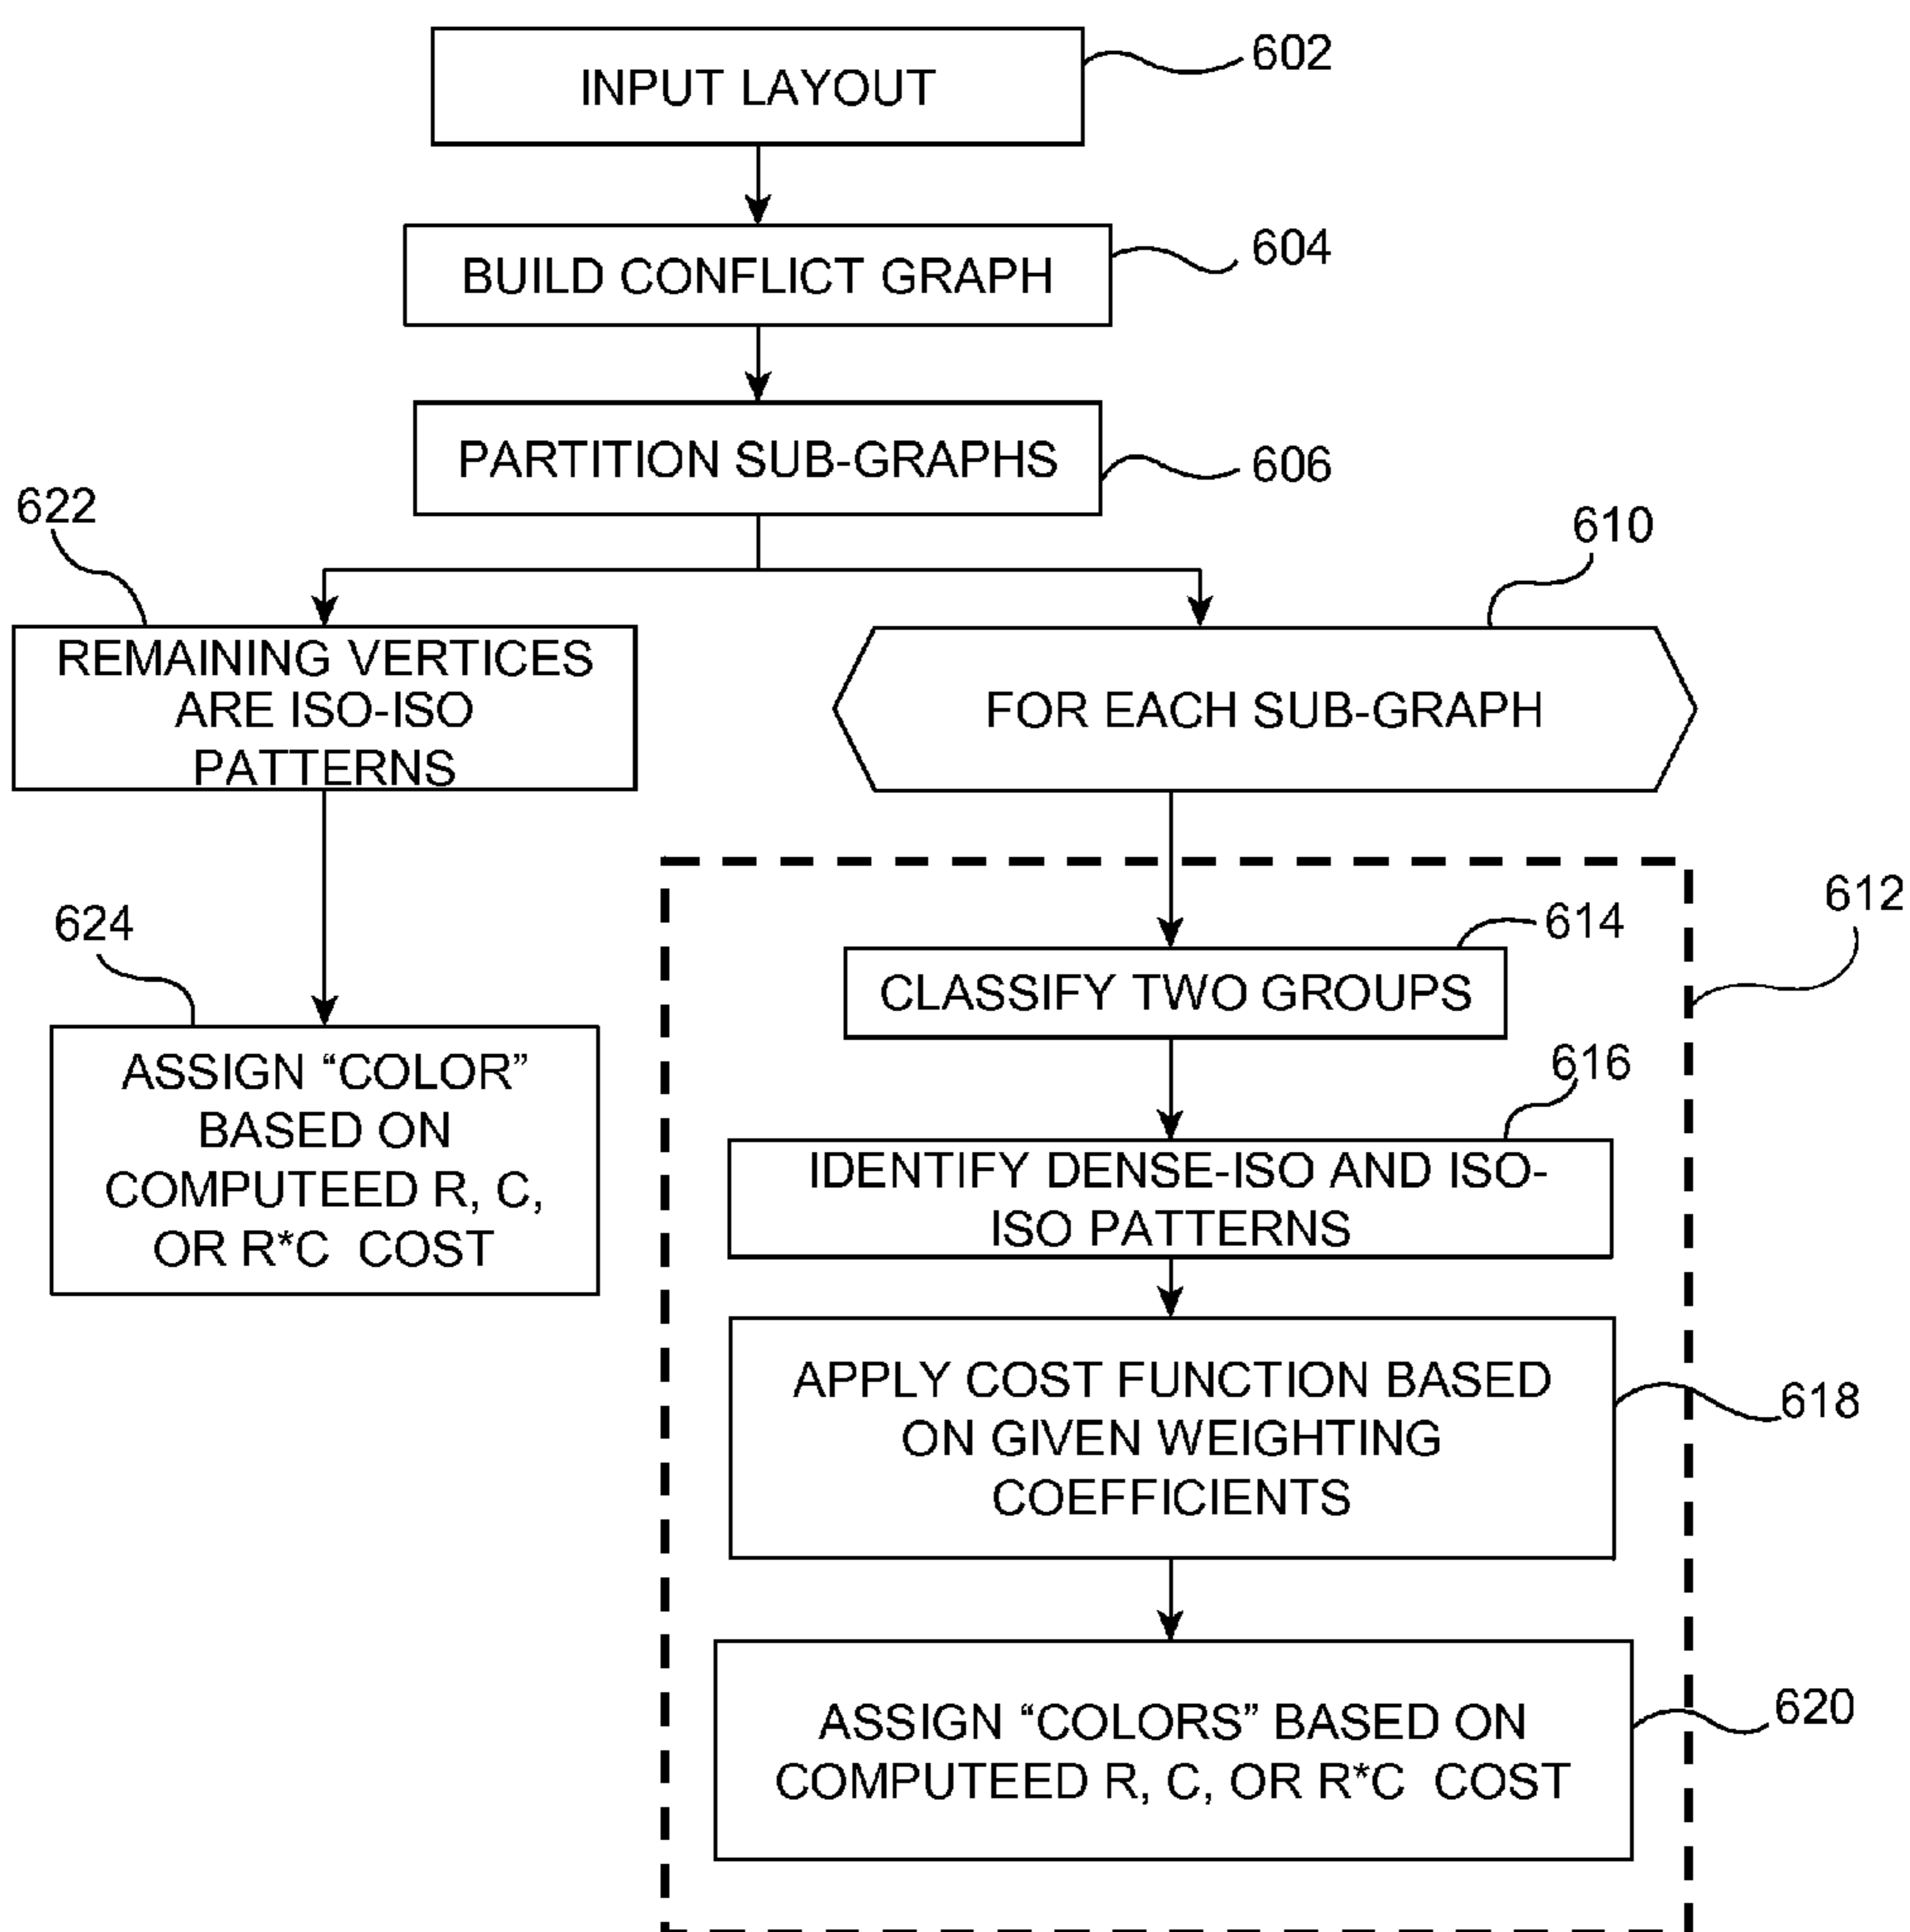 INPUT LAYOUT
602
BUILD CONFLICT GRAPH
604
PARTITION SUB-GRAPHS
606
622
610
REMAINING VERTICES
ARE ISO-ISO
PATTERNS
FOR EACH SUB-GRAPH
612
624
614
CLASSIFY TWO GROUPS
616
ASSIGN “COLOR”
BASED ON
COMPUTEED R, C,
OR R*C COST
IDENTIFY DENSE-ISO AND ISO-
ISO PATTERNS
APPLY COST FUNCTION BASED
ON GIVEN WEIGHTING
COEFFICIENTS
618
ASSIGN “COLORS” BASED ON
COMPUTEED R, C, OR R*C COST
620